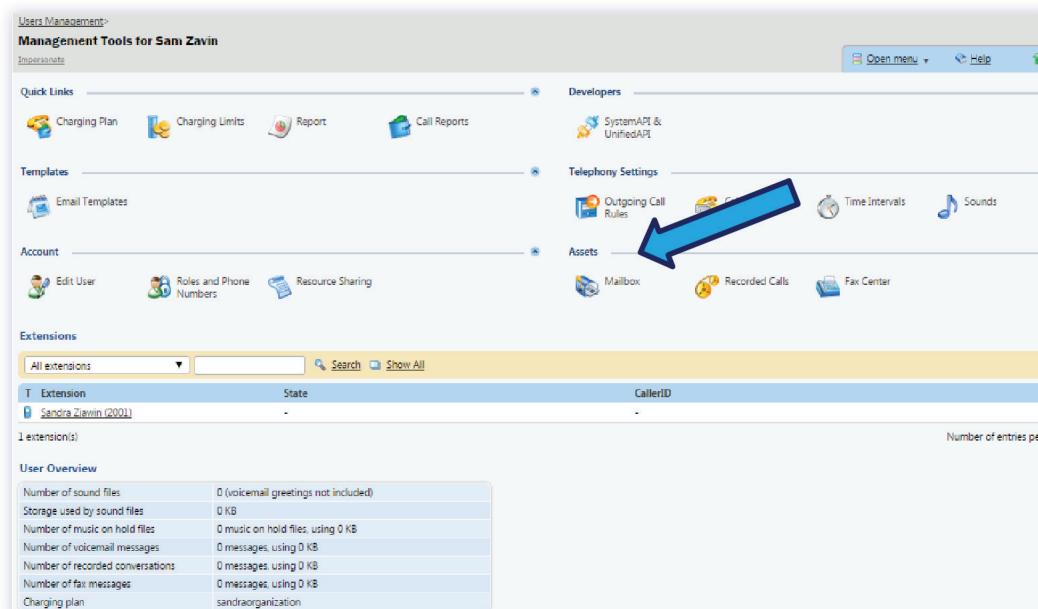 Users Management>
Management Tools for Sam Zavin
Impersonate
Open menu
Help
Quick Links
Developers
Charging Plan
Charging Limits
Report
Call Reports
SystemAPI &
UnifiedAPI
Templates
Telephony Settings
Email Templates
Outgoing Call
Rules
Time Intervals
Sounds
Account
Assets
Edit User
Roles and Phone
Numbers
Resource Sharing
Mailbox
Recorded Calls
Fax Center
Extensions
All extensions
Search
Show All
T Extension State CallerID
Sandra Ziawin (2001) - -
1 extension(s)
Number of entries pe
User Overview
Number of sound files 0 (voicemail greetings not included)
Storage used by sound files 0 KB
Number of music on hold files 0 music on hold files, using 0 KB
Number of voicemail messages 0 messages, using 0 KB
Number of recorded conversations 0 messages, using 0 KB
Number of fax messages 0 messages, using 0 KB
Charging plan sandraorganization